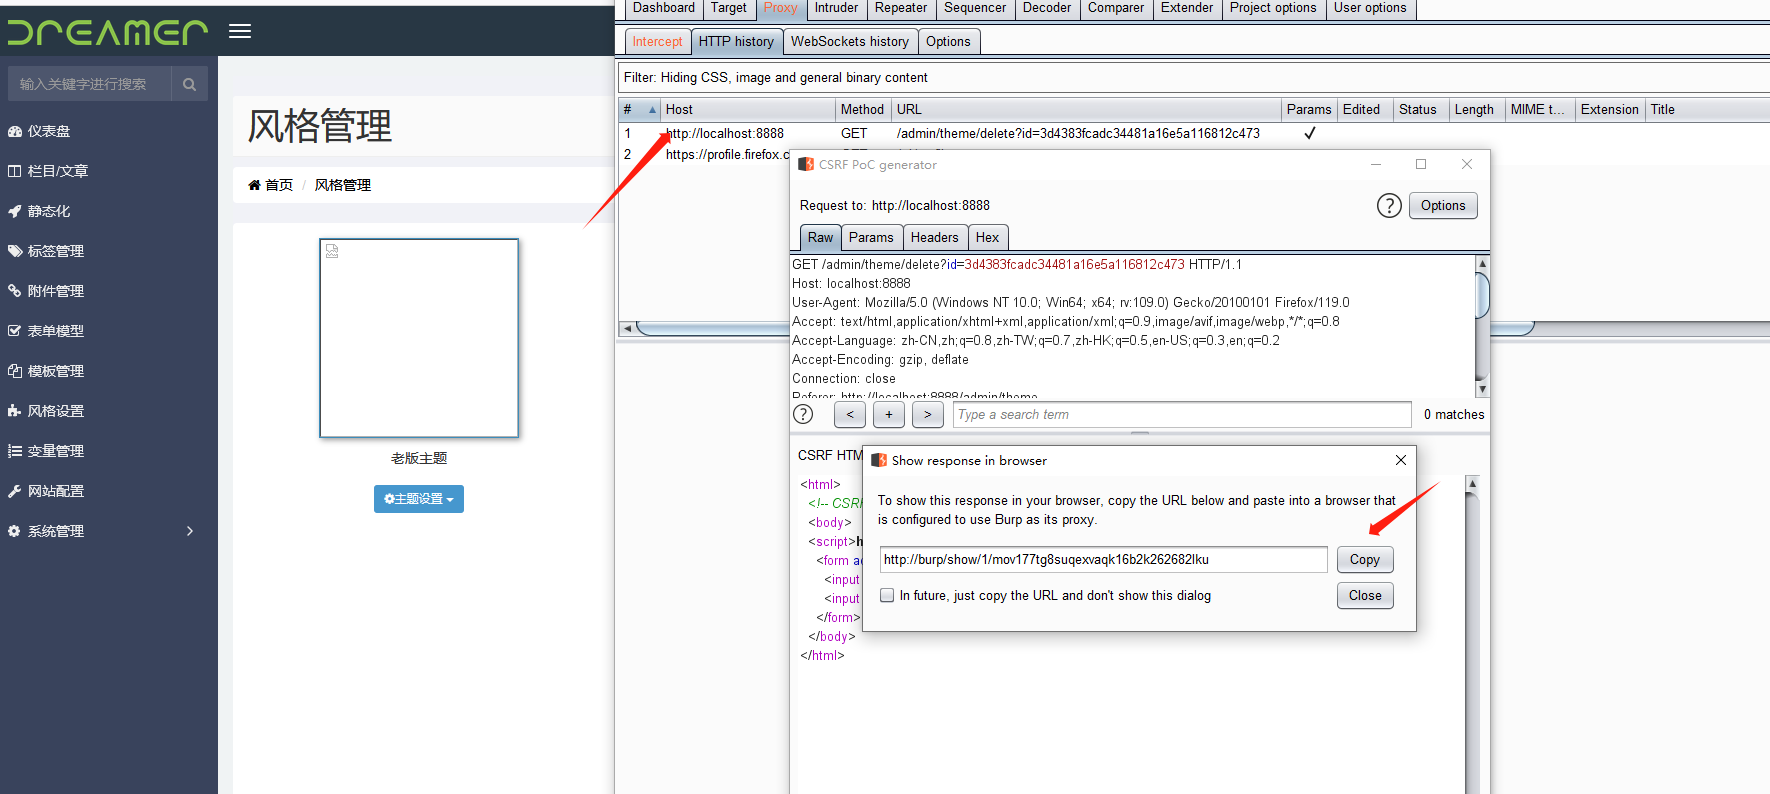 DREAMER
输入关键字进行搜索
仪表盘
栏目/文章
静态化
标签管理
附件管理
表单模型
模板管理
风格设置
变量管理
网站配置
系统管理
风格管理
首页 / 风格管理
老版主题
主题设置
Dashboard Target Proxy Intruder Repeater Sequencer Decoder Comparer Extender Project options User options
Intercept HTTP history WebSockets history Options
Filter: Hiding CSS, image and general binary content
# Host Method URL Params Edited Status Length MIME t... Extension Title
1 http://localhost:8888 GET /admin/theme/delete?id=3d4383fcadc34481a16e5a116812c473 ✓
2 https://profile.firefox.c
CSRF PoC generator
Request to: http://localhost:8888
? Options
Raw Params Headers Hex
GET /admin/theme/delete?id=3d4383fcadc34481a16e5a116812c473 HTTP/1.1
Host: localhost:8888
User-Agent: Mozilla/5.0 (Windows NT 10.0; Win64; x64; rv:109.0) Gecko/20100101 Firefox/119.0
Accept: text/html,application/xhtml+xml,application/xml;q=0.9,image/avif,image/webp,*/*;q=0.8
Accept-Language: zh-CN,zh;q=0.8,zh-TW;q=0.7,zh-HK;q=0.5,en-US;q=0.3,en;q=0.2
Accept-Encoding: gzip, deflate
Connection: close
Referer: http://localhost:8888/admin/theme
? < + > Type a search term 0 matches
CSRF HTM
<html>
<!-- CSRF
<body>
<script>h
<form ac
<input
<input
</form>
</body>
</html>
Show response in browser
To show this response in your browser, copy the URL below and paste into a browser that
is configured to use Burp as its proxy.
http://burp/show/1/mov177tg8suqexvaqk16b2k262682lku
Copy
In future, just copy the URL and don't show this dialog
Close